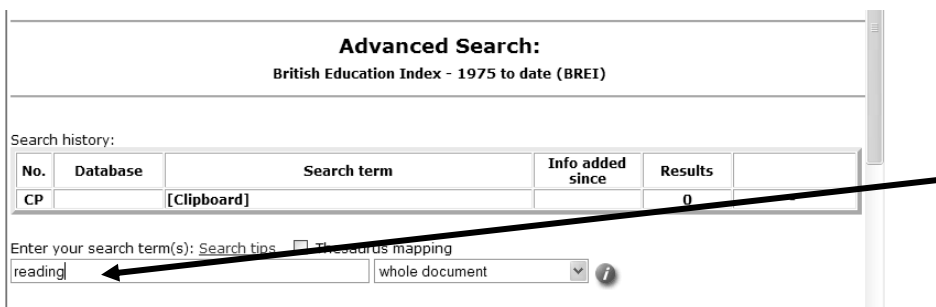 Advanced Search:
British Education Index - 1975 to date (BREI)
Search history:
No. Database Search term Info added since Results
CP [Clipboard] 0 -
Enter your search term(s): Search tips Thesaurus mapping
reading whole document